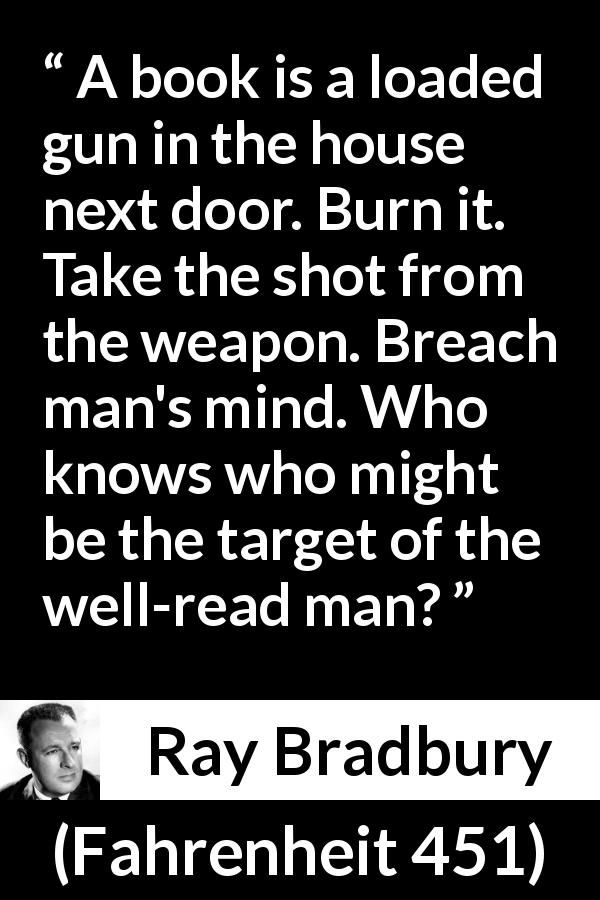 “ A book is a loaded
gun in the house
next door. Burn it.
Take the shot from
the weapon. Breach
man's mind. Who
knows who might
be the target of the
well-read man? ”
Ray Bradbury
(Fahrenheit 451)